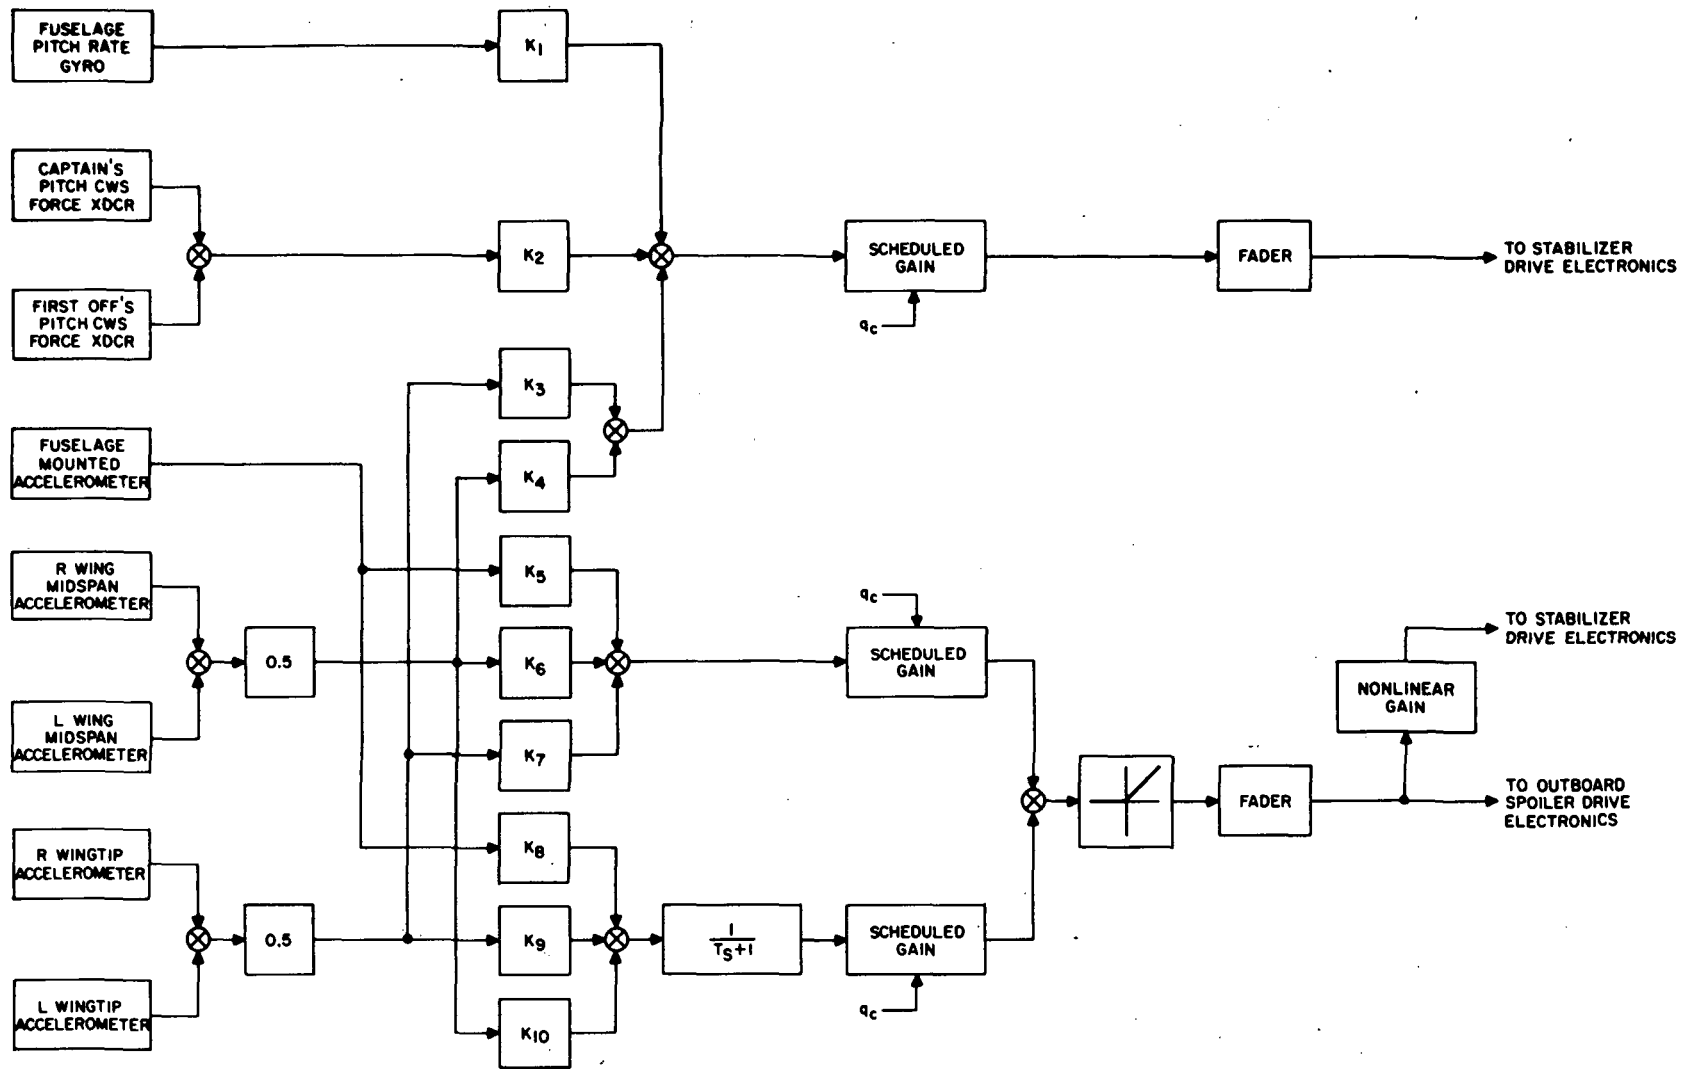 FUSELAGE
PITCH RATE
GYRO
K1
CAPTAIN'S
PITCH CWS
FORCE XDCR
FIRST OFF'S
PITCH CWS
FORCE XDCR
K2
SCHEDULED
GAIN
qc
FADER
TO STABILIZER
DRIVE ELECTRONICS
K3
K4
FUSELAGE
MOUNTED
ACCELEROMETER
R WING
MIDSPAN
ACCELEROMETER
L WING
MIDSPAN
ACCELEROMETER
0.5
K5
K6
K7
qc
SCHEDULED
GAIN
TO STABILIZER
DRIVE ELECTRONICS
NONLINEAR
GAIN
FADER
TO OUTBOARD
SPOILER DRIVE
ELECTRONICS
R WINGTIP
ACCELEROMETER
L WINGTIP
ACCELEROMETER
0.5
K8
K9
K10
1
TS+1
SCHEDULED
GAIN
qc